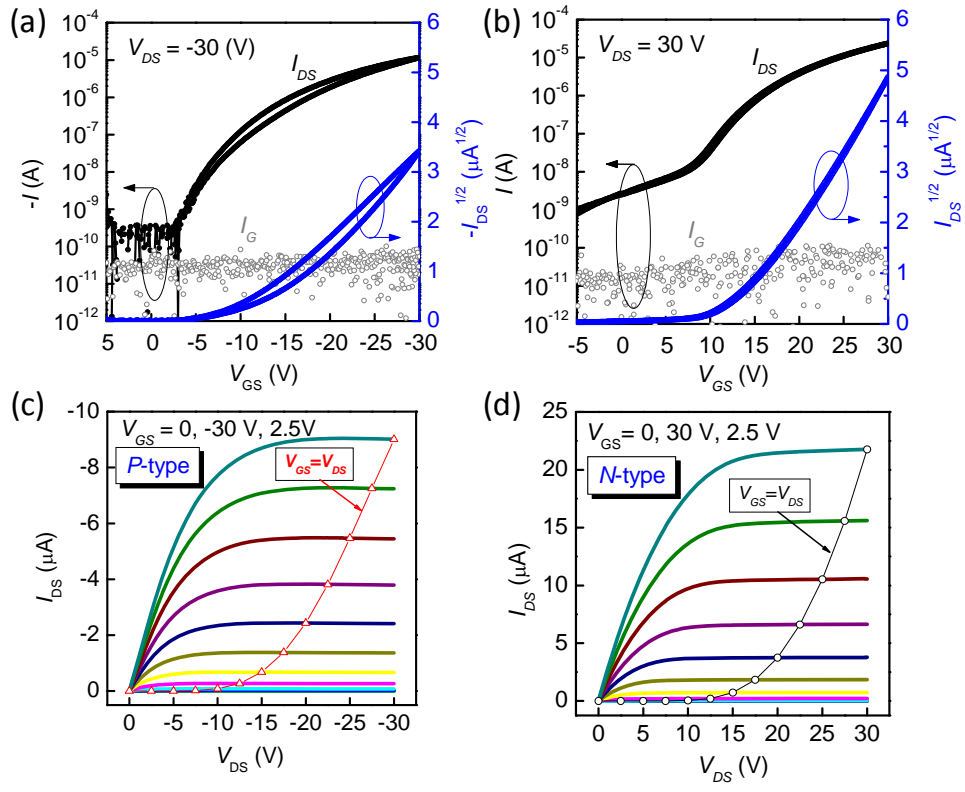 (a)
V_DS = -30 (V)
I_DS
I_G
10^-4
10^-5
10^-6
10^-7
10^-8
10^-9
10^-10
10^-11
10^-12
-I (A)
6
5
4
3
2
1
0
-I_DS^1/2 (µA^1/2)
5 0 -5 -10 -15 -20 -25 -30
V_GS (V)
(b)
V_DS = 30 V
I_DS
I_G
10^-4
10^-5
10^-6
10^-7
10^-8
10^-9
10^-10
10^-11
10^-12
I (A)
6
5
4
3
2
1
0
I_DS^1/2 (µA^1/2)
-5 0 5 10 15 20 25 30
V_GS (V)
(c)
V_GS = 0, -30 V, 2.5V
P-type
V_GS=V_DS
-10
-8
-6
-4
-2
0
I_DS (µA)
0 -5 -10 -15 -20 -25 -30
V_DS (V)
(d)
V_GS = 0, 30 V, 2.5 V
N-type
V_GS=V_DS
25
20
15
10
5
0
I_DS (µA)
0 5 10 15 20 25 30
V_DS (V)